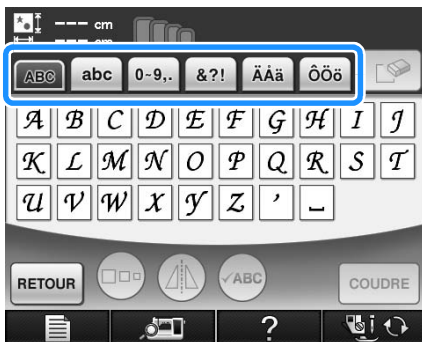 --- cm
--- cm
ABC abc 0~9,. &?! ÄÅä ÔÖö
A B C D E F G H I J
K L M N O P Q R S T
U V W X Y Z ’ ⎵
RETOUR ✓ABC COUDRE
?